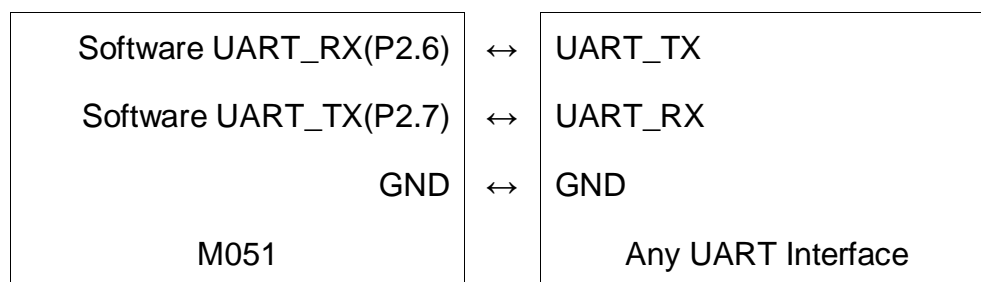 Software UART_RX(P2.6) ↔ UART_TX
Software UART_TX(P2.7) ↔ UART_RX
GND ↔ GND
M051 Any UART Interface